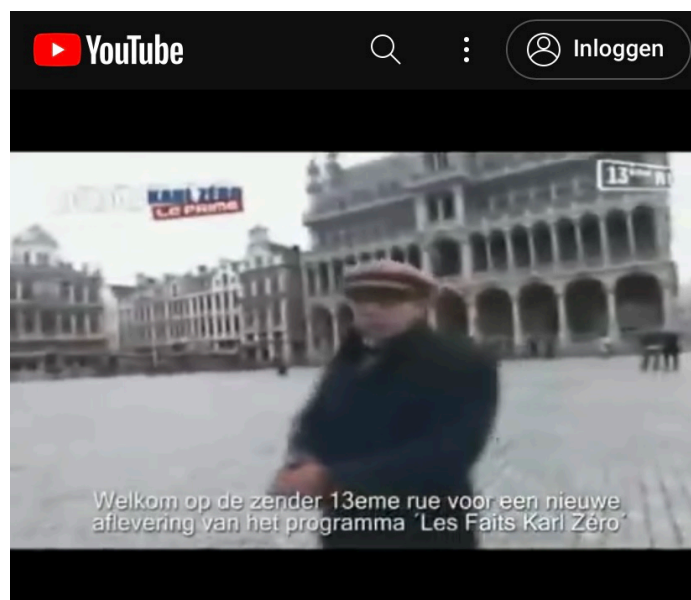 YouTube
Inloggen
KARL ZÉRO
LE PRIME
13ème R
Welkom op de zender 13eme rue voor een nieuwe
aflevering van het programma ´Les Faits Karl Zéro´